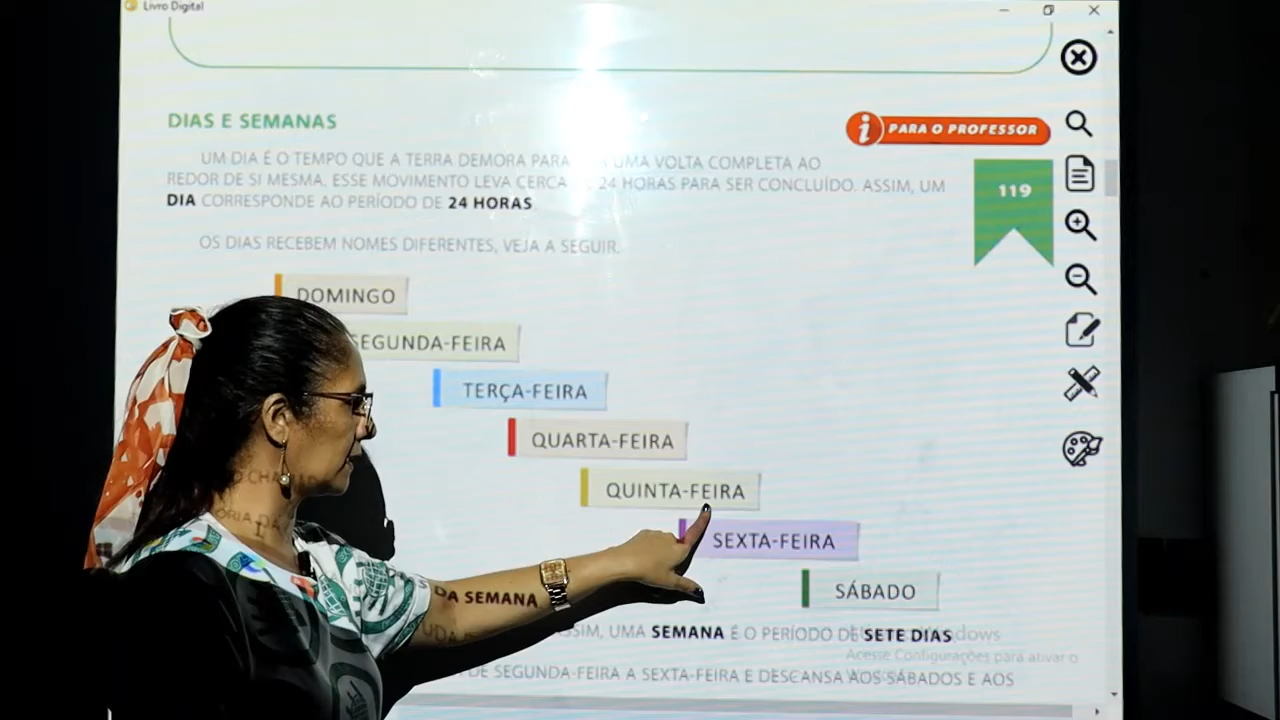 Livro Digital
DIAS E SEMANAS
PARA O PROFESSOR
119
UM DIA É O TEMPO QUE A TERRA DEMORA PARA UMA VOLTA COMPLETA AO
REDOR DE SI MESMA. ESSE MOVIMENTO LEVA CERCA 24 HORAS PARA SER CONCLUÍDO. ASSIM, UM
DIA CORRESPONDE AO PERÍODO DE 24 HORAS
OS DIAS RECEBEM NOMES DIFERENTES, VEJA A SEGUIR.
DOMINGO
SEGUNDA-FEIRA
TERÇA-FEIRA
QUARTA-FEIRA
QUINTA-FEIRA
SEXTA-FEIRA
SÁBADO
DA SEMANA
UMA SEMANA É O PERÍODO DE SETE DIAS
Windows
Acesse Configurações para ativar o
DE SEGUNDA-FEIRA A SEXTA-FEIRA E DESCANSA AOS SÁBADOS E AOS